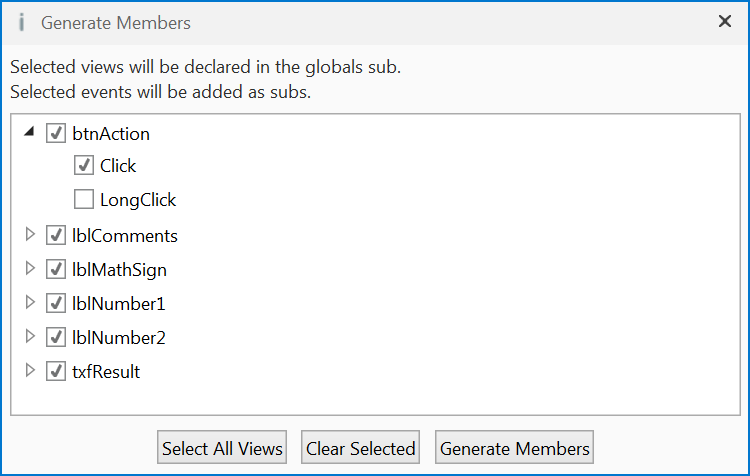 Generate Members
Selected views will be declared in the globals sub.
Selected events will be added as subs.
btnAction
Click
LongClick
lblComments
lblMathSign
lblNumber1
lblNumber2
txfResult
Select All Views Clear Selected Generate Members